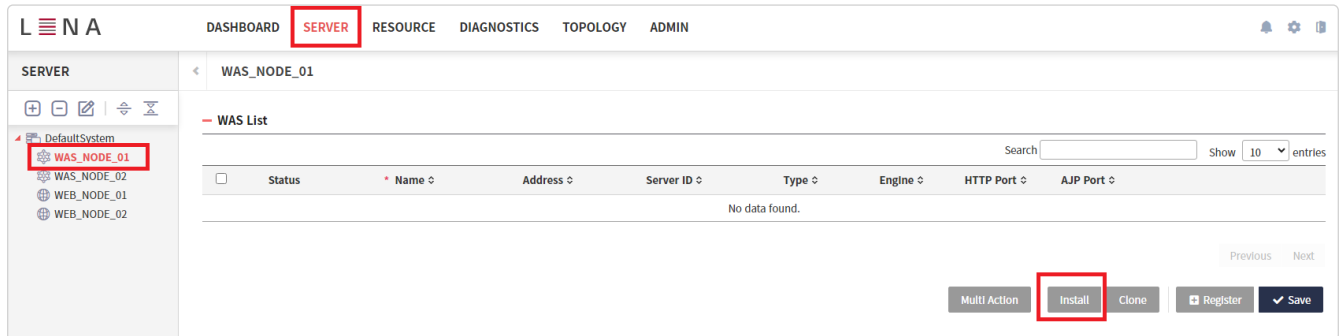 LENA DASHBOARD SERVER RESOURCE DIAGNOSTICS TOPOLOGY ADMIN
SERVER
WAS_NODE_01
DefaultSystem
WAS_NODE_01
WAS_NODE_02
WEB_NODE_01
WEB_NODE_02
WAS List
Search Show 10 entries
Status * Name Address Server ID Type Engine HTTP Port AJP Port
No data found.
Previous Next
Multi Action Install Clone Register Save